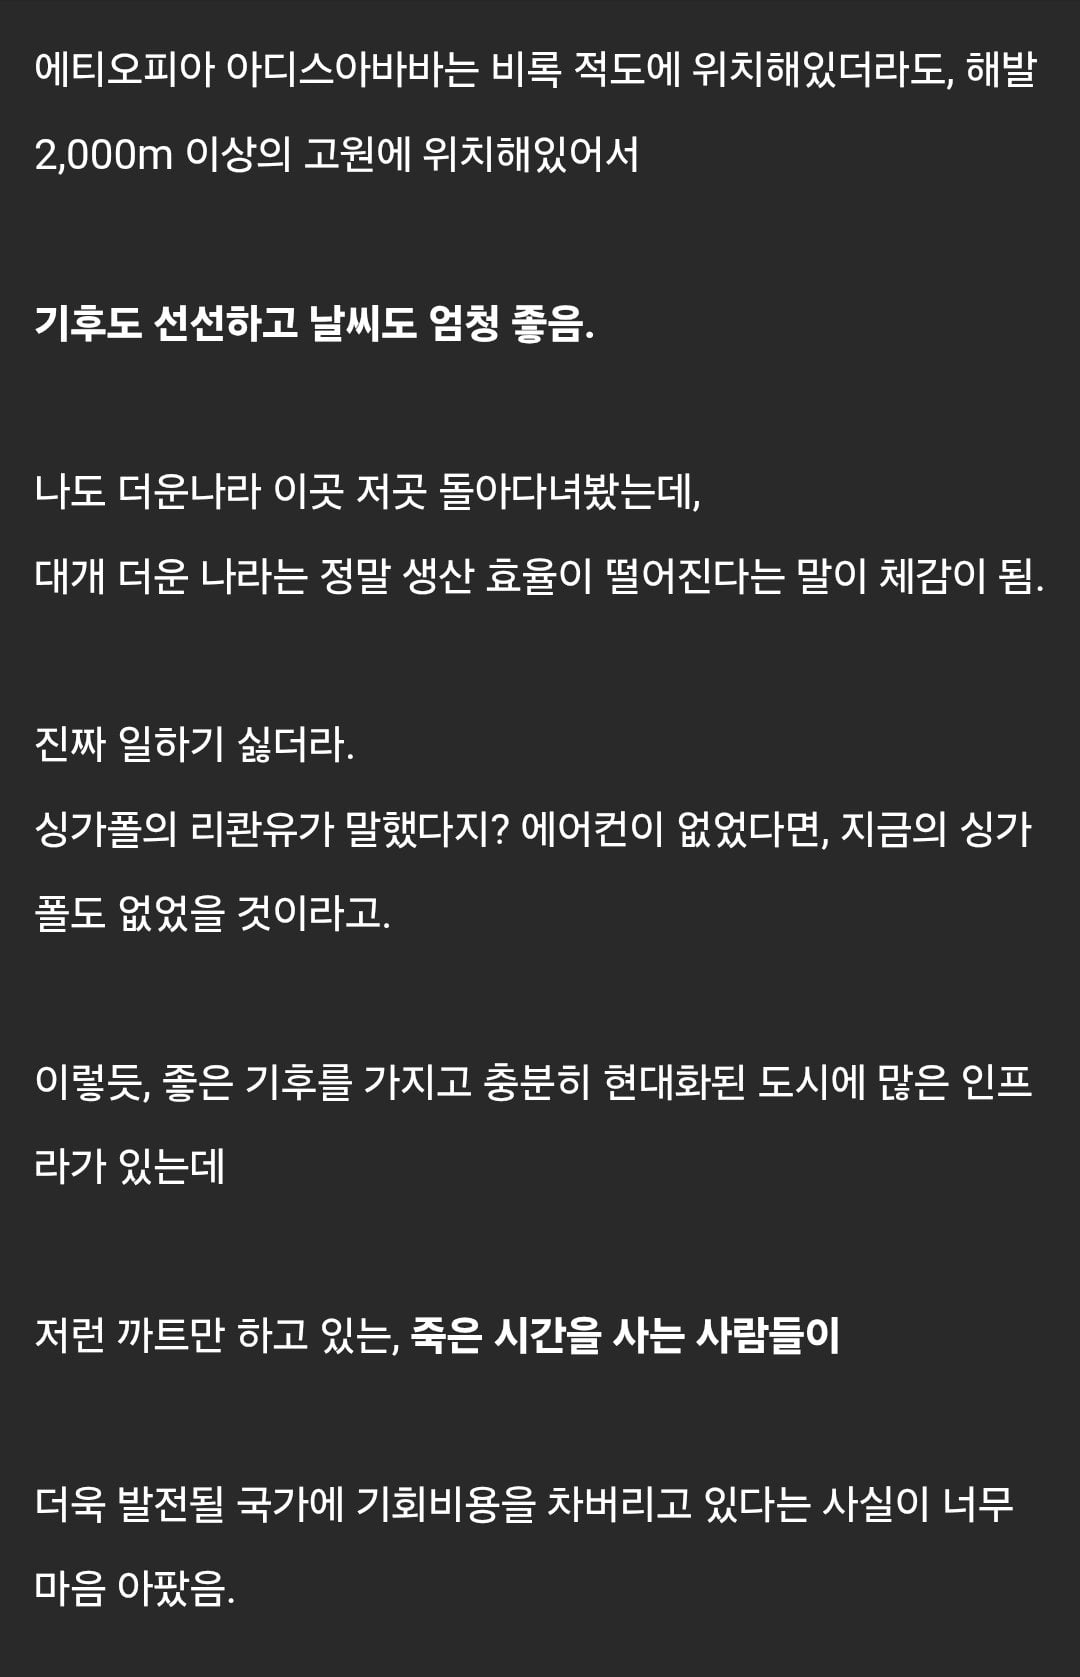 에티오피아 아디스아바바는 비록 적도에 위치해있더라도, 해발
2,000m 이상의 고원에 위치해있어서
기후도 선선하고 날씨도 엄청 좋음.
나도 더운나라 이곳 저곳 돌아다녀봤는데,
대개 더운 나라는 정말 생산 효율이 떨어진다는 말이 체감이 됨.
진짜 일하기 싫더라.
싱가폴의 리콴유가 말했다지? 에어컨이 없었다면, 지금의 싱가
폴도 없었을 것이라고.
이렇듯, 좋은 기후를 가지고 충분히 현대화된 도시에 많은 인프
라가 있는데
저런 까트만 하고 있는, 죽은 시간을 사는 사람들이
더욱 발전될 국가에 기회비용을 차버리고 있다는 사실이 너무
마음 아팠음.